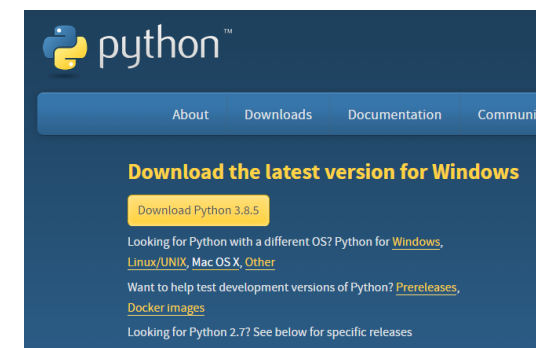 python™
About Downloads Documentation
Download the latest version for Windows
Download Python 3.8.5
Looking for Python with a different OS? Python for Windows,
Linux/UNIX, Mac OS X, Other
Want to help test development versions of Python? Prereleases,
Docker images
Looking for Python 2.7? See below for specific releases